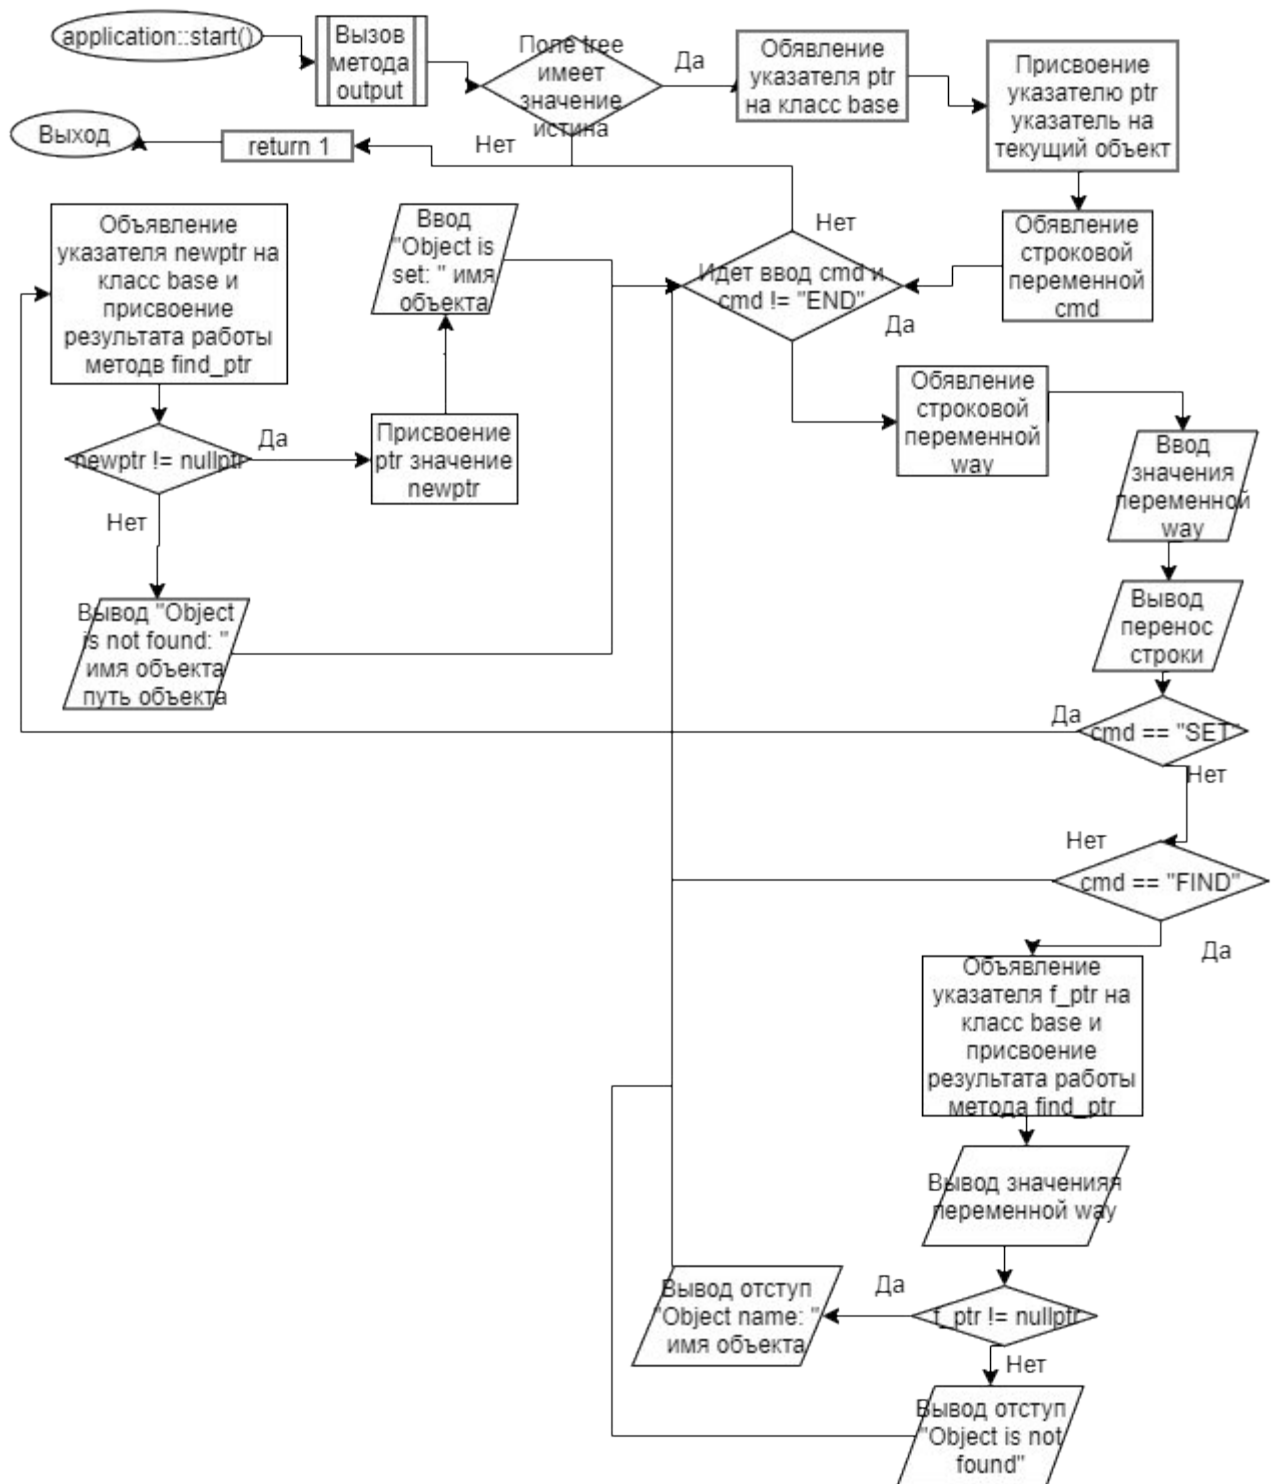 application::start()
Вызов
метода
output
Поле tree
имеет
значение
истина
Да
Обявление
указателя ptr
на класс base
Присвоение
указателю ptr
указатель на
текущий объект
Выход
return 1
Нет
Объявление
указателя newptr на
класс base и
присвоение
результата работы
методв find_ptr
Ввод
"Object is
set: " имя
объекта
Нет
Идет ввод cmd и
cmd != "END"
Да
Обявление
строковой
переменной
cmd
Обявление
строковой
переменной
way
newptr != nullptr
Да
Присвоение
ptr значение
newptr
Ввод
значения
переменной
way
Нет
Вывод "Object
is not found: "
имя объекта
путь объекта
Вывод
перенос
строки
Да
cmd == "SET"
Нет
Нет
cmd == "FIND"
Да
Объявление
указателя f_ptr на
класс base и
присвоение
результата работы
метода find_ptr
Вывод значенияя
переменной way
Вывод отступ
"Object name: "
имя объекта
Да
f_ptr != nullptr
Нет
Вывод отступ
"Object is not
found"